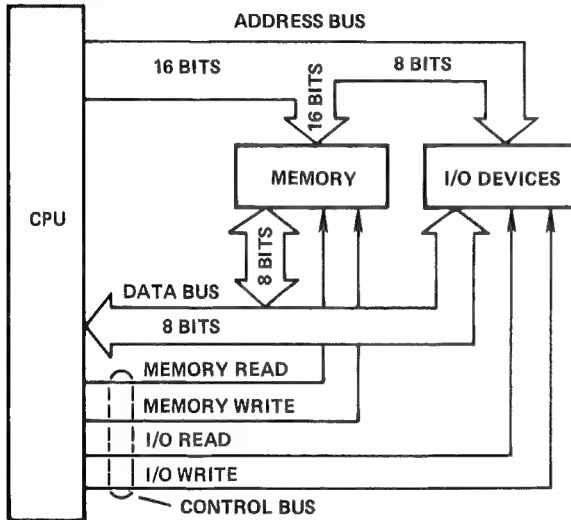 ADDRESS BUS
16 BITS
8 BITS
16 BITS
MEMORY
I/O DEVICES
CPU
8 BITS
DATA BUS
8 BITS
MEMORY READ
MEMORY WRITE
I/O READ
I/O WRITE
CONTROL BUS